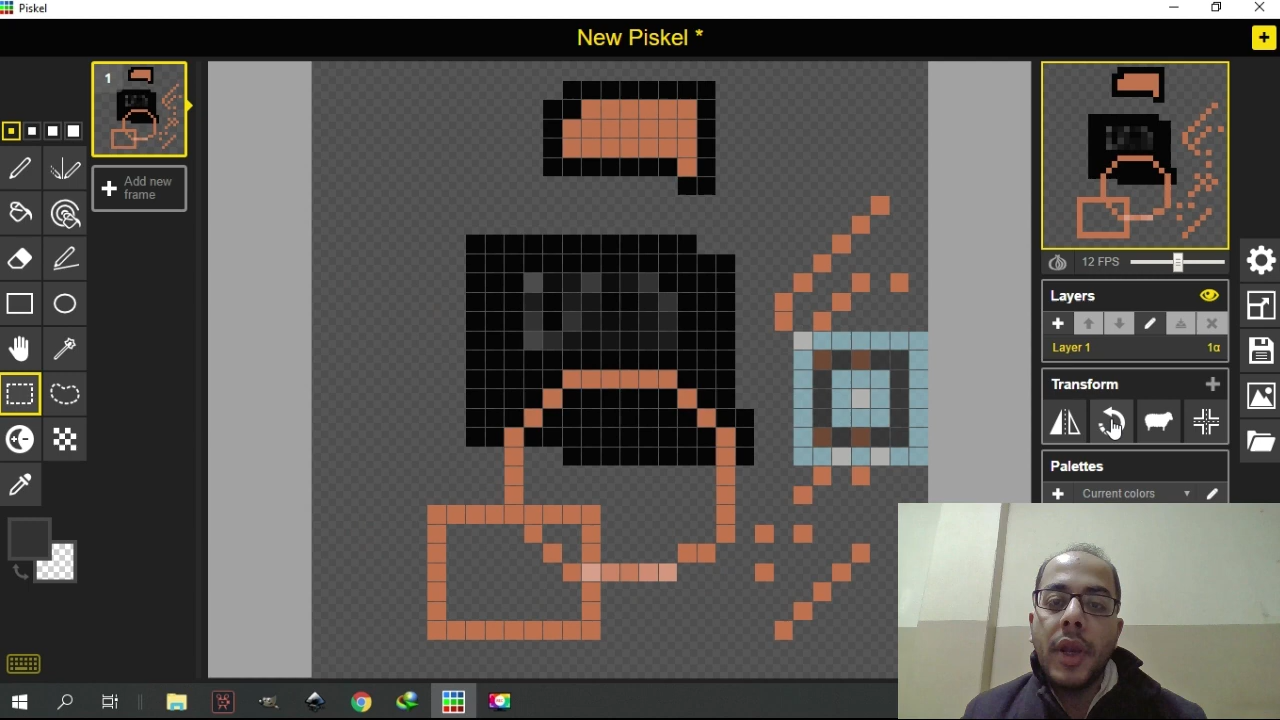 Piskel
New Piskel *
1
Add new
frame
12 FPS
Layers
Layer 1
1α
Transform
Palettes
Current colors